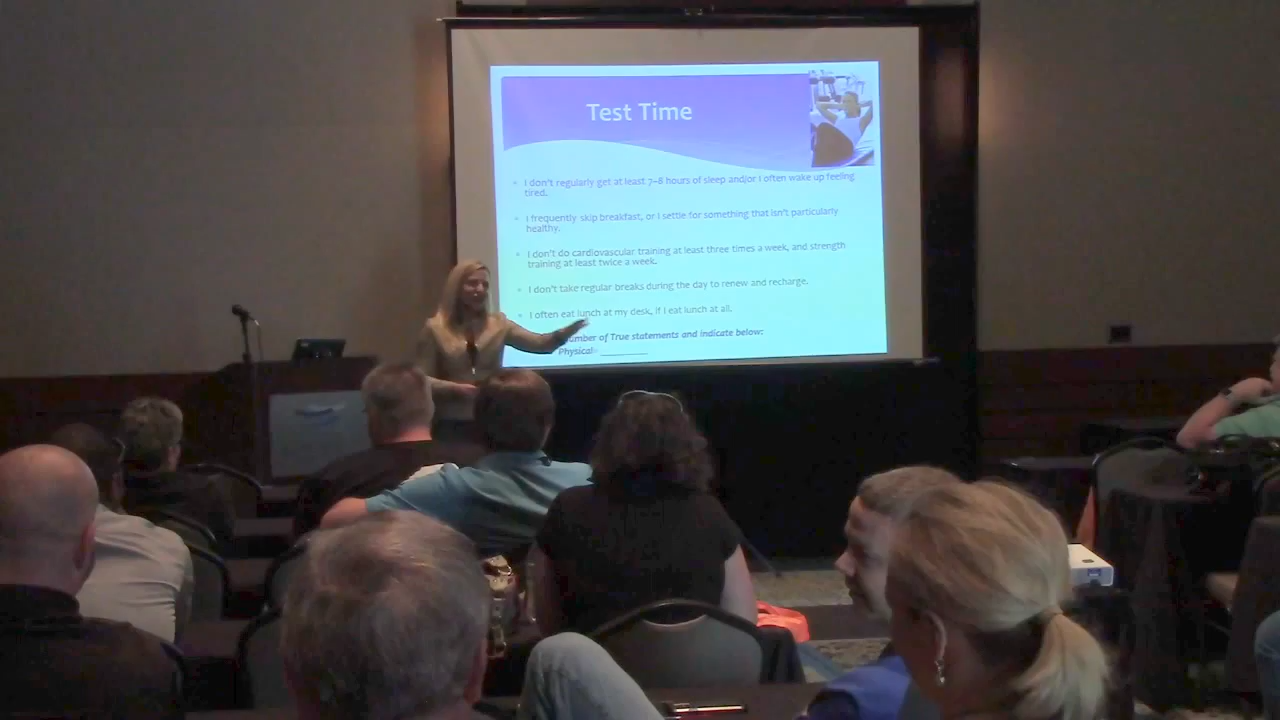 Test Time
I don't regularly get at least 7-8 hours of sleep and/or I often wake up feeling
tired.
I frequently skip breakfast, or I settle for something that isn't particularly
healthy.
I don't do cardiovascular training at least three times a week, and strength
training at least twice a week.
I don't take regular breaks during the day to renew and recharge.
I often eat lunch at my desk, if I eat lunch at all.
number of True statements and indicate below:
Physical: